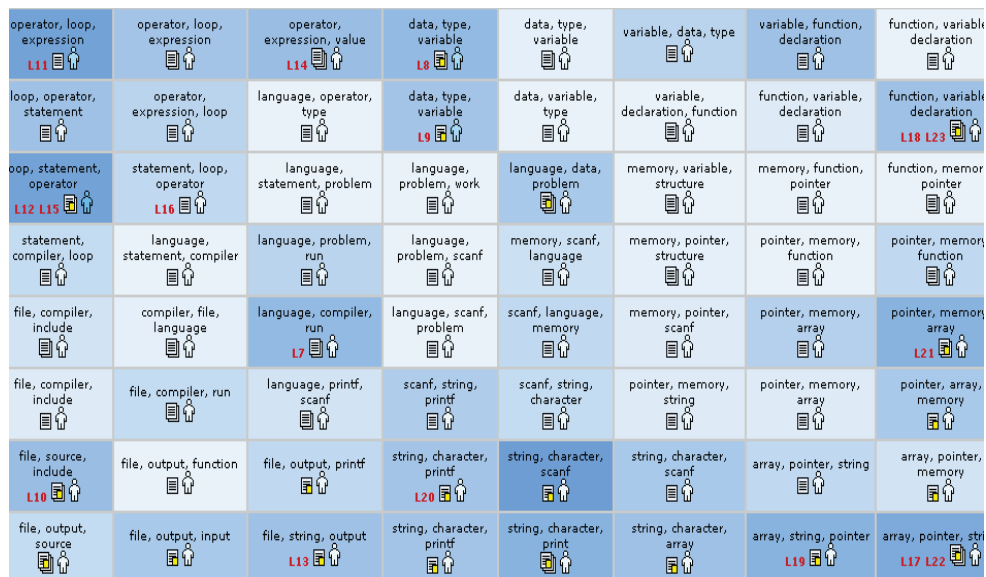 operator, loop,
expression
L11
operator, loop,
expression
operator,
expression, value
L14
data, type,
variable
L8
data, type,
variable
variable, data, type
variable, function,
declaration
function, variabl
declaration
loop, operator,
statement
operator,
expression, loop
language, operator,
type
data, type,
variable
L9
data, variable,
type
variable,
declaration, function
function, variable,
declaration
function, variabl
declaration
L18 L23
oop, statement,
operator
L12 L15
statement, loop,
operator
L16
language,
statement, problem
language,
problem, work
language, data,
problem
memory, variable,
structure
memory, function,
pointer
function, memor
pointer
statement,
compiler, loop
language,
statement, compiler
language, problem,
run
language,
problem, scanf
memory, scanf,
language
memory, pointer,
structure
pointer, memory,
function
pointer, memory
function
file, compiler,
include
compiler, file,
language
language, compiler,
run
L7
language, scanf,
problem
scanf, language,
memory
memory, pointer,
scanf
pointer, memory,
array
pointer, memory
array
L21
file, compiler,
include
file, compiler, run
language, printf,
scanf
scanf, string,
printf
scanf, string,
character
pointer, memory,
string
pointer, memory,
array
pointer, array,
memory
file, source,
include
L10
file, output, function
file, output, printf
string, character,
printf
L20
string, character,
scanf
string, character,
scanf
array, pointer, string
array, pointer,
memory
file, output,
source
file, output, input
file, string, output
L13
string, character,
printf
string, character,
print
string, character,
array
array, string, pointer
L19
array, pointer, stri
L17 L22